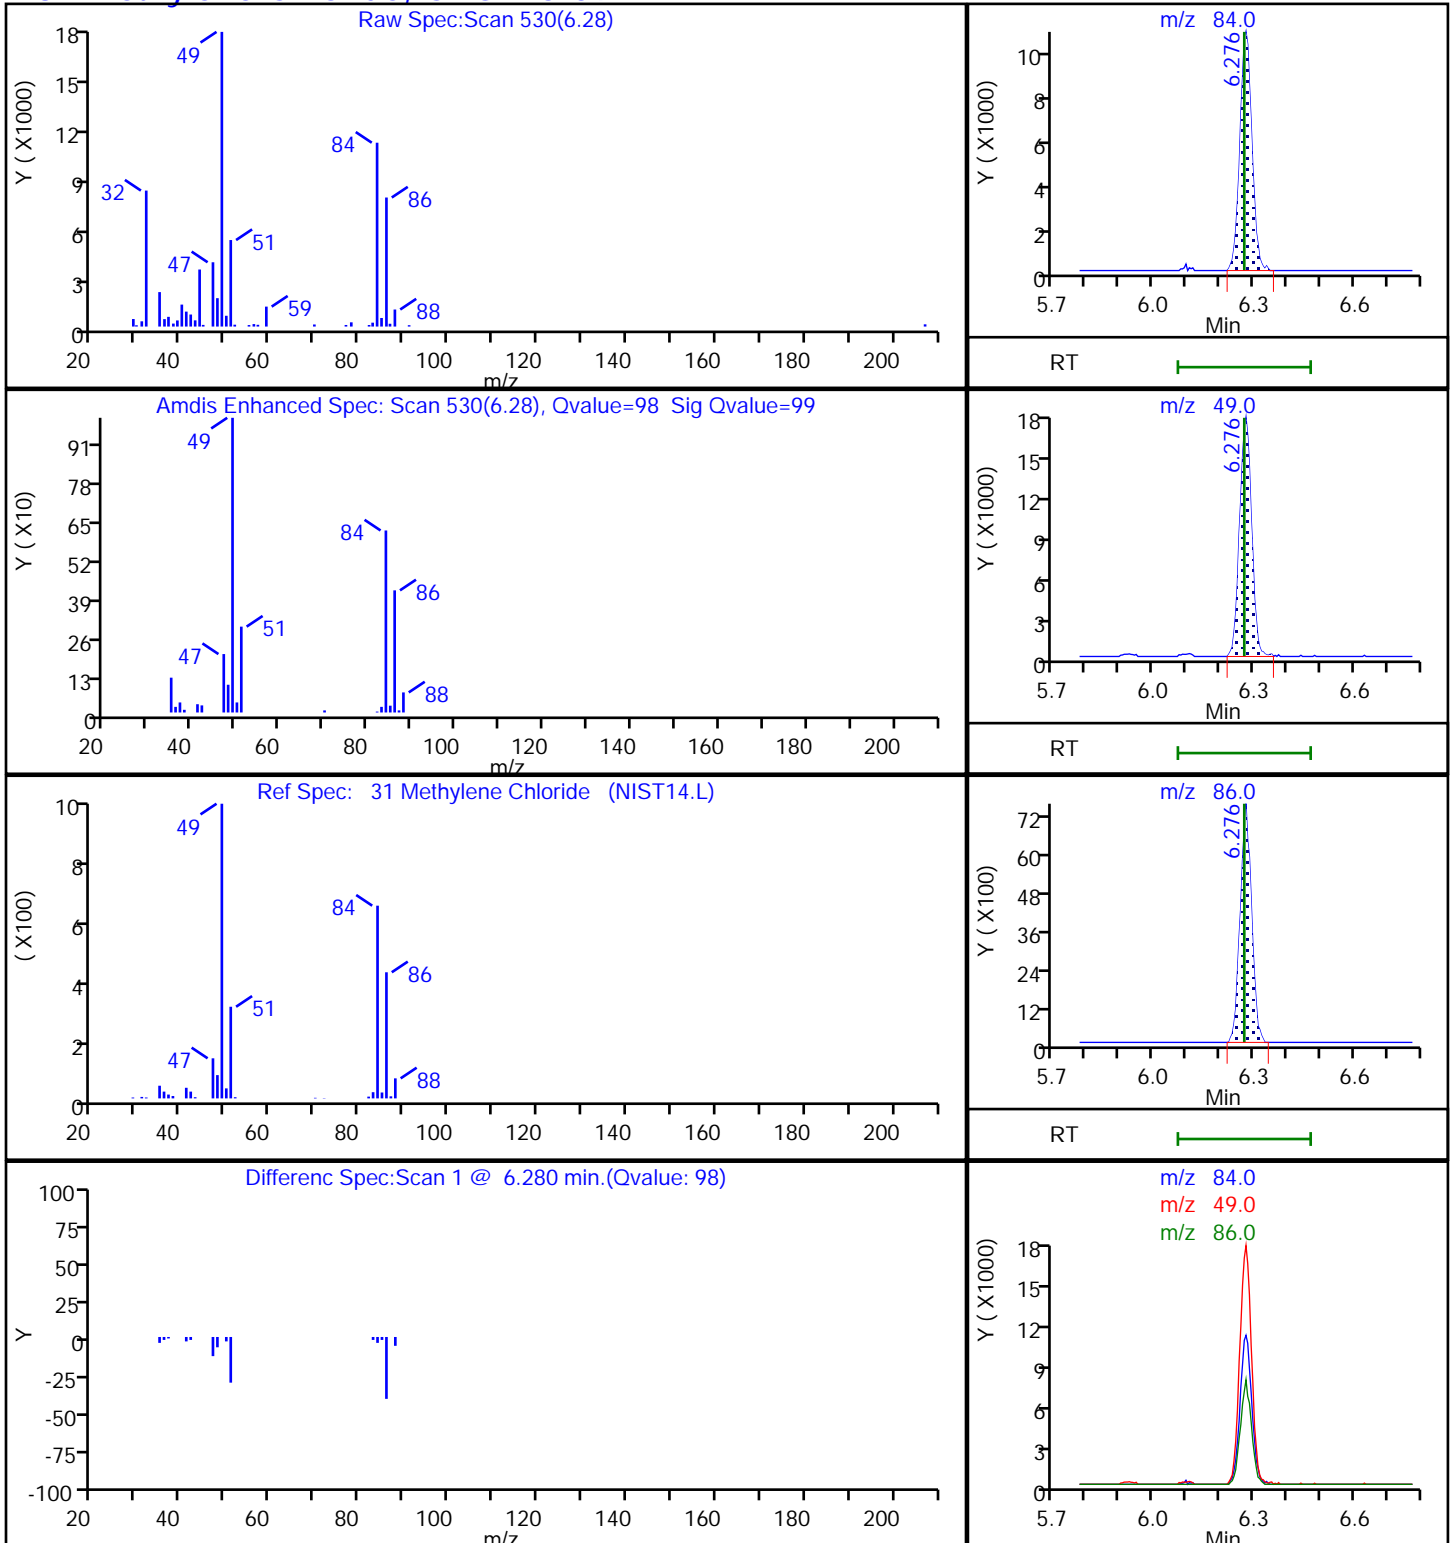 Raw Spec:Scan 530(6.28)
18
15
12
9
6
3
0
Y ( X1000)
49
84
86
32
51
47
59
88
20 40 60 80 100 120 140 160 180 200
m/z
m/z 84.0
10
8
6
4
2
0
Y ( X1000)
6.276
5.7 6.0 6.3 6.6
Min
RT
Amdis Enhanced Spec: Scan 530(6.28), Qvalue=98 Sig Qvalue=99
91
78
65
52
39
26
13
0
Y ( X10)
49
84
86
51
47
88
20 40 60 80 100 120 140 160 180 200
m/z
m/z 49.0
18
15
12
9
6
3
0
Y ( X1000)
6.276
5.7 6.0 6.3 6.6
Min
RT
Ref Spec: 31 Methylene Chloride (NIST14.L)
10
8
6
4
2
0
( X100)
49
84
86
51
47
88
20 40 60 80 100 120 140 160 180 200
m/z 86.0
72
60
48
36
24
12
0
Y ( X100)
6.276
5.7 6.0 6.3 6.6
Min
RT
Differenc Spec:Scan 1 @ 6.280 min.(Qvalue: 98)
100
75
50
25
0
-25
-50
-75
-100
Y
20 40 60 80 100 120 140 160 180 200
m/z
m/z 84.0
m/z 49.0
m/z 86.0
18
15
12
9
6
3
0
Y ( X1000)
5.7 6.0 6.3 6.6
Min